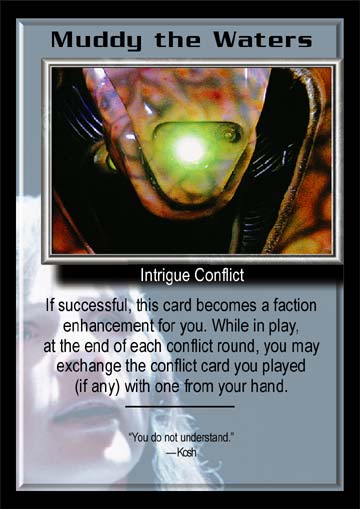 Muddy the Waters
Intrigue Conflict
If successful, this card becomes a faction
enhancement for you. While in play,
at the end of each conflict round, you may
exchange the conflict card you played
(if any) with one from your hand.
“You do not understand.”
—Kosh